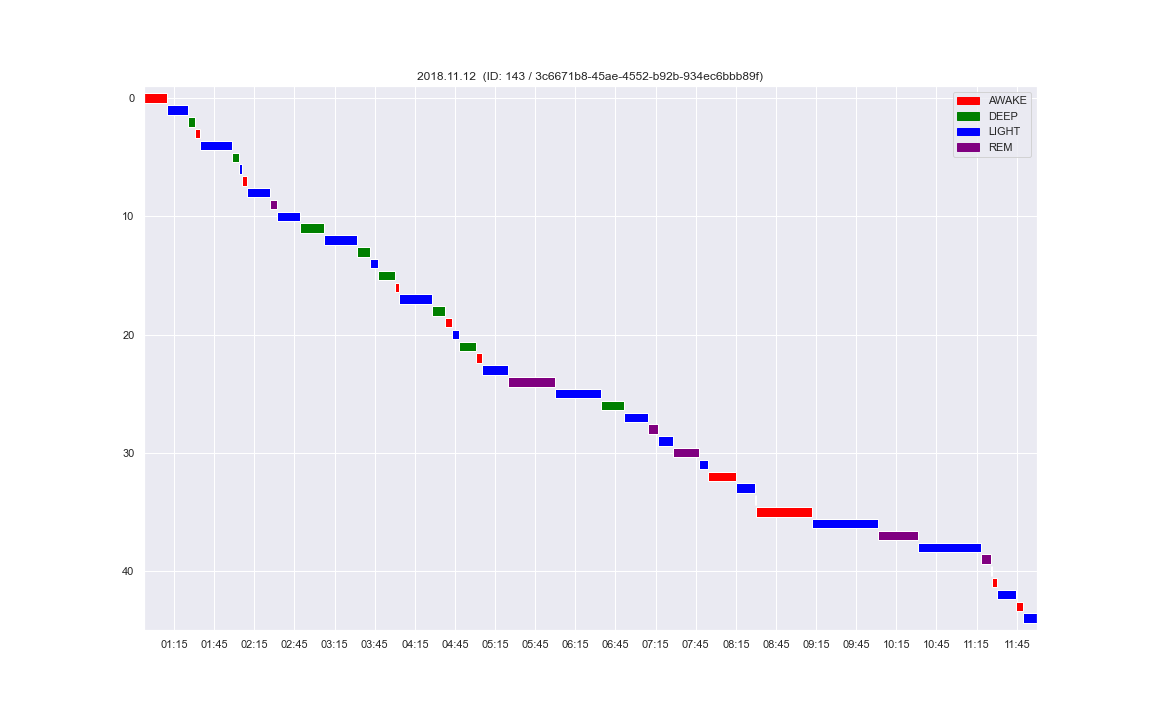 2018.11.12  (ID: 143 / 3c6671b8-45ae-4552-b92b-934ec6bbb89f)
AWAKE
DEEP
LIGHT
REM
0
10
20
30
40
01:15 01:45 02:15 02:45 03:15 03:45 04:15 04:45 05:15 05:45 06:15 06:45 07:15 07:45 08:15 08:45 09:15 09:45 10:15 10:45 11:15 11:45